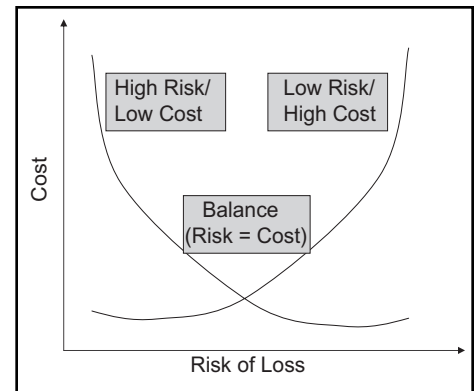 High Risk/
Low Cost
Low Risk/
High Cost
Balance
(Risk = Cost)
Cost
Risk of Loss